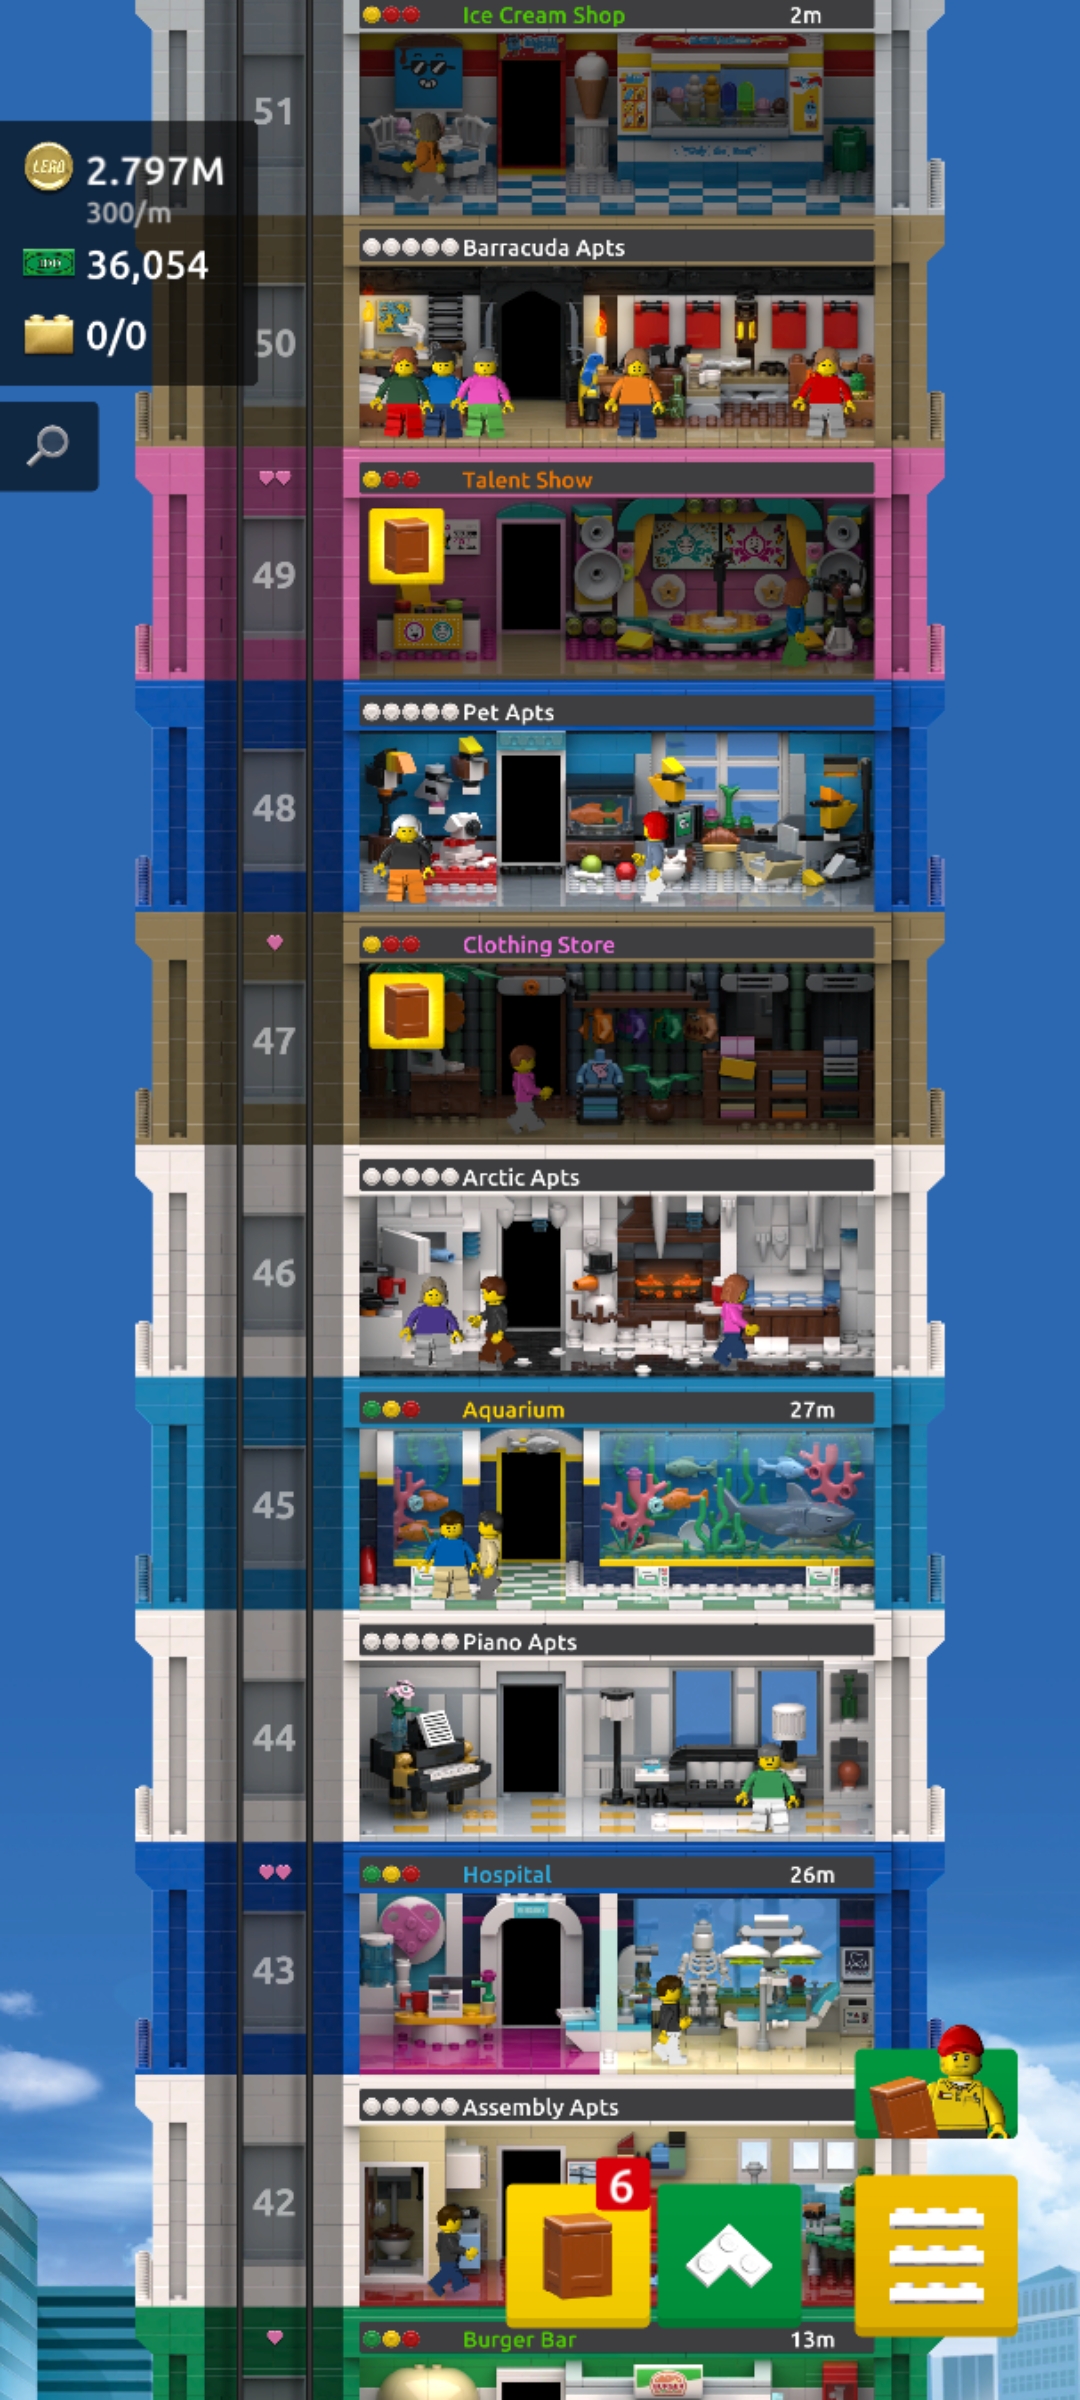 Ice Cream Shop 2m
51
LEGO 2.797M
300/m
36,054
0/0
Barracuda Apts
50
Talent Show
49
Pet Apts
48
Clothing Store
47
Arctic Apts
46
Aquarium 27m
45
Piano Apts
44
Hospital 26m
43
Assembly Apts
42
6
Burger Bar 13m